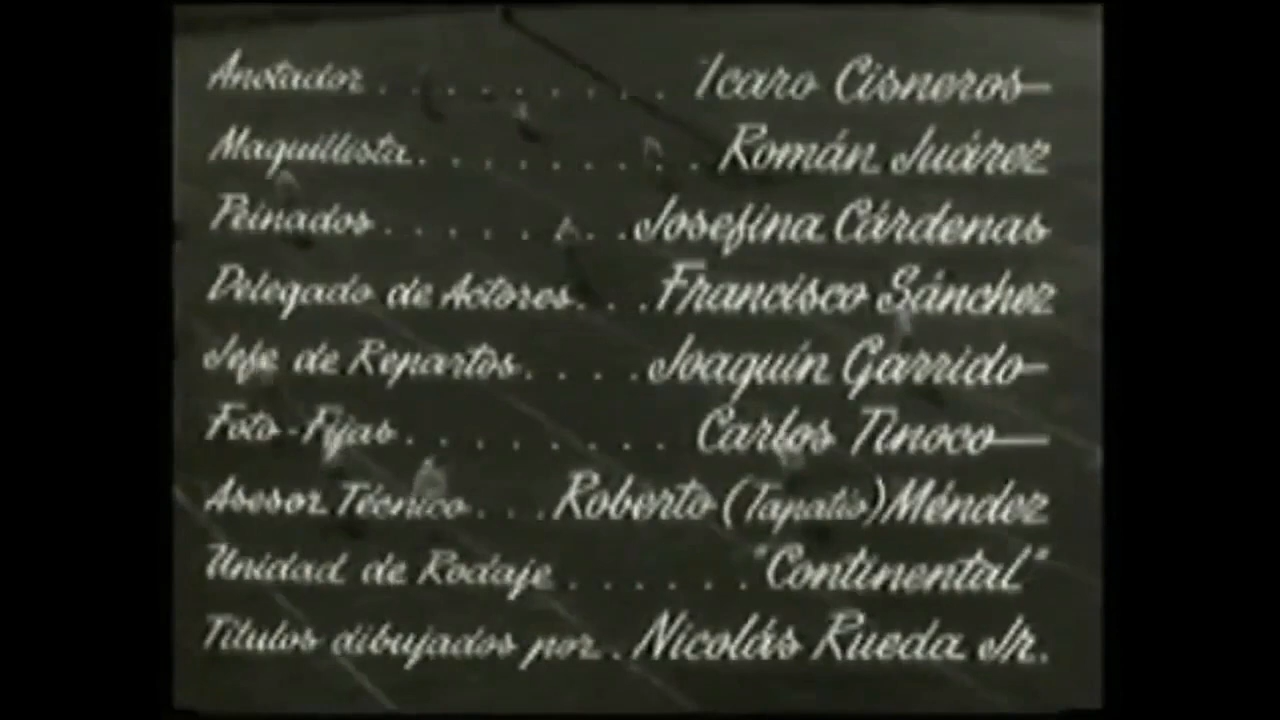 Anotador . . . . . . . . . Icaro Cisneros—
Maquillista . . . . . . . . . Román Juárez
Peinados . . . . . . . . Josefina Cárdenas
Delegado de Actores . . . Francisco Sánchez
Jefe de Repartos . . . . Joaquín Garrido—
Foto-Fijas . . . . . . . . Carlos Tinoco—
Asesor Técnico . . . Roberto (Tapatío) Méndez
Unidad de Rodaje . . . . . . "Continental"
Títulos dibujados por . Nicolás Rueda Jr.